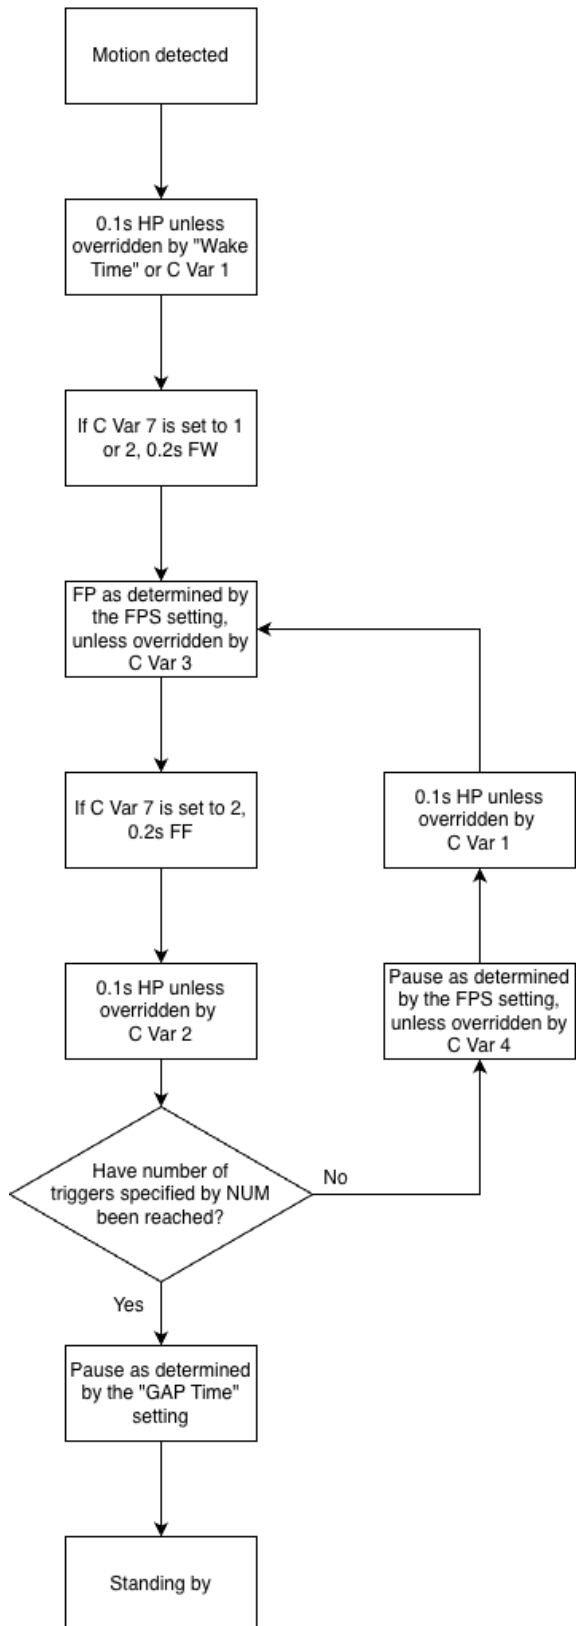 Motion detected
0.1s HP unless
overridden by "Wake
Time" or C Var 1
If C Var 7 is set to 1
or 2, 0.2s FW
FP as determined by
the FPS setting,
unless overridden by
C Var 3
If C Var 7 is set to 2,
0.2s FF
0.1s HP unless
overridden by
C Var 1
0.1s HP unless
overridden by
C Var 2
Pause as determined
by the FPS setting,
unless overridden by
C Var 4
Have number of
triggers specified by NUM
been reached?
No
Yes
Pause as determined
by the "GAP Time"
setting
Standing by